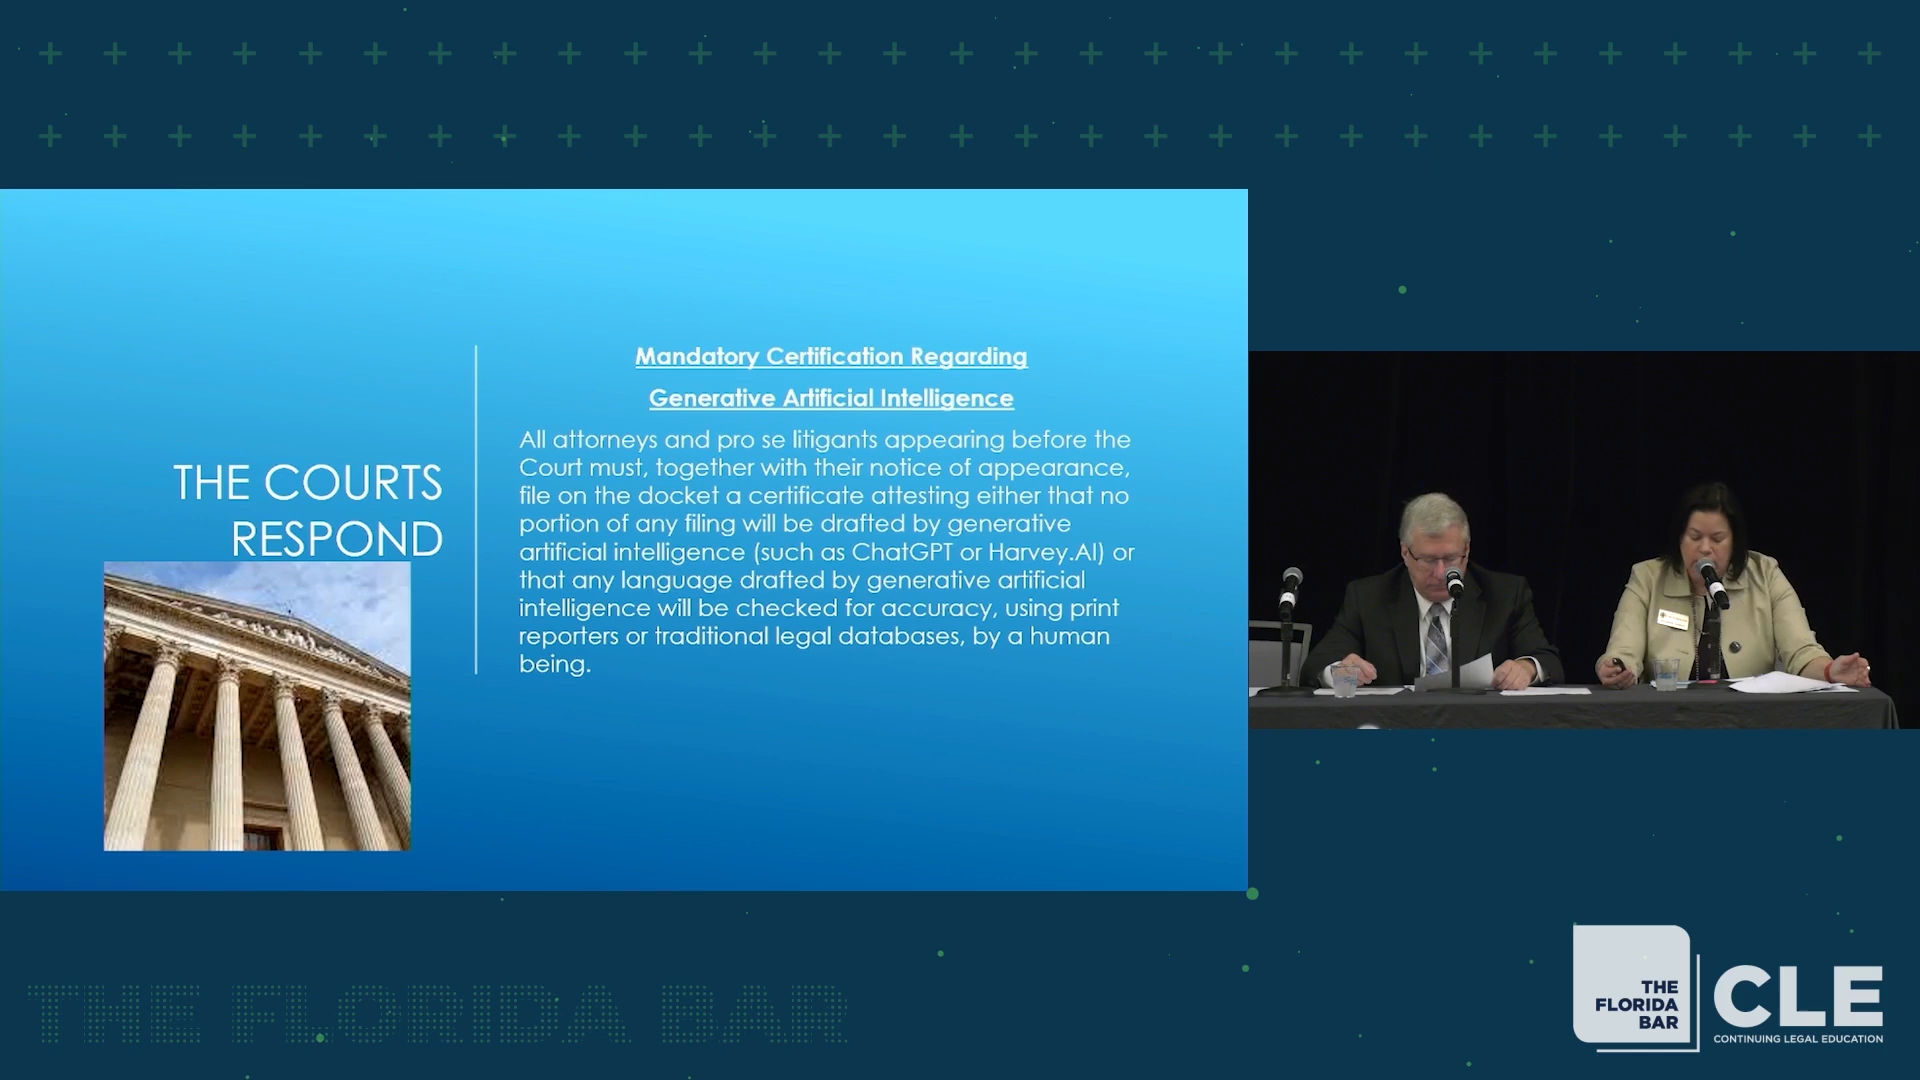 THE COURTS
RESPOND
Mandatory Certification Regarding
Generative Artificial Intelligence
All attorneys and pro se litigants appearing before the
Court must, together with their notice of appearance,
file on the docket a certificate attesting either that no
portion of any filing will be drafted by generative
artificial intelligence (such as ChatGPT or Harvey.AI) or
that any language drafted by generative artificial
intelligence will be checked for accuracy, using print
reporters or traditional legal databases, by a human
being.
THE FLORIDA BAR
THE
FLORIDA
BAR
CLE
CONTINUING LEGAL EDUCATION